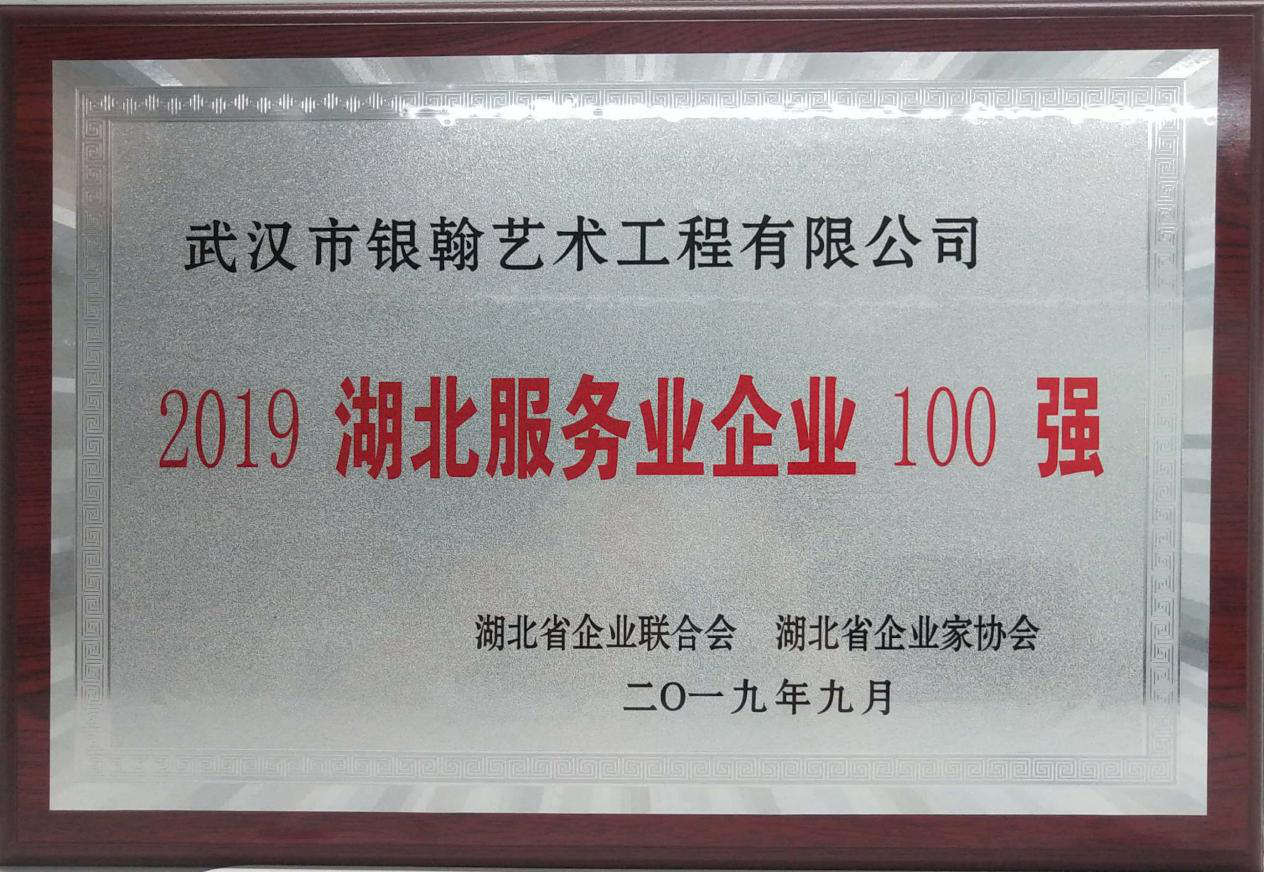 武汉市银翰艺术工程有限公司
2019 湖北服务业企业 100 强
湖北省企业联合会 湖北省企业家协会
二〇一九年九月